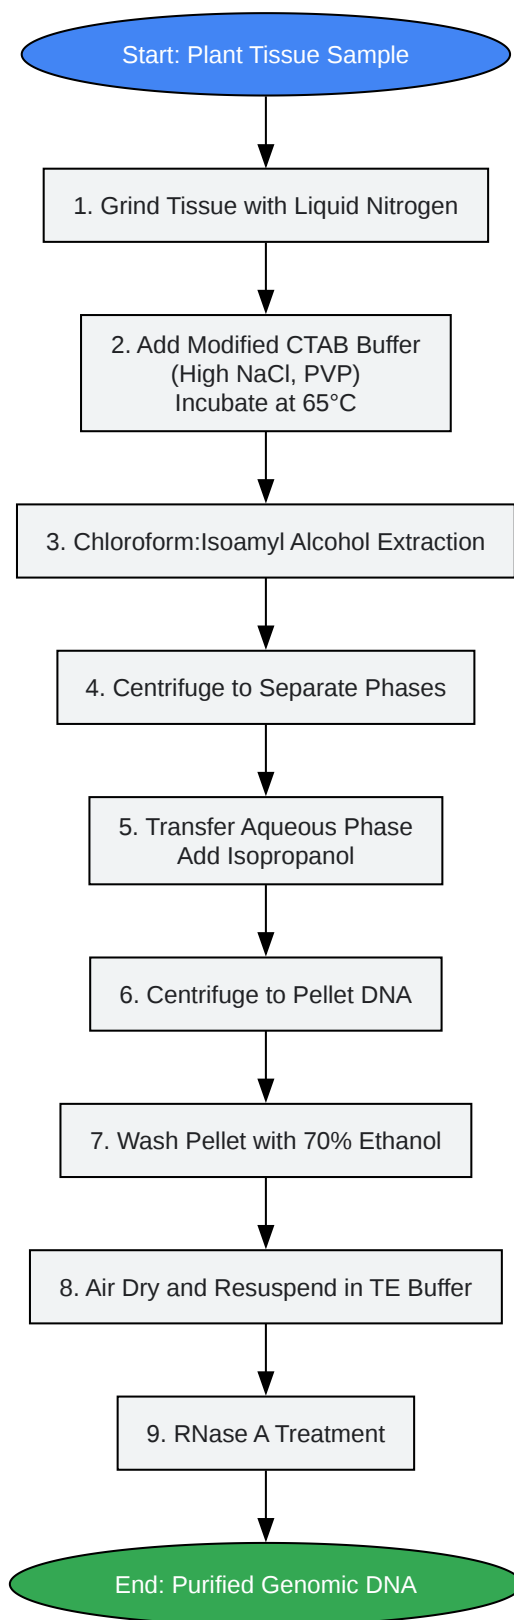 Start: Plant Tissue Sample
1. Grind Tissue with Liquid Nitrogen
2. Add Modified CTAB Buffer
(High NaCl, PVP)
Incubate at 65°C
3. Chloroform:Isoamyl Alcohol Extraction
4. Centrifuge to Separate Phases
5. Transfer Aqueous Phase
Add Isopropanol
6. Centrifuge to Pellet DNA
7. Wash Pellet with 70% Ethanol
8. Air Dry and Resuspend in TE Buffer
9. RNase A Treatment
End: Purified Genomic DNA